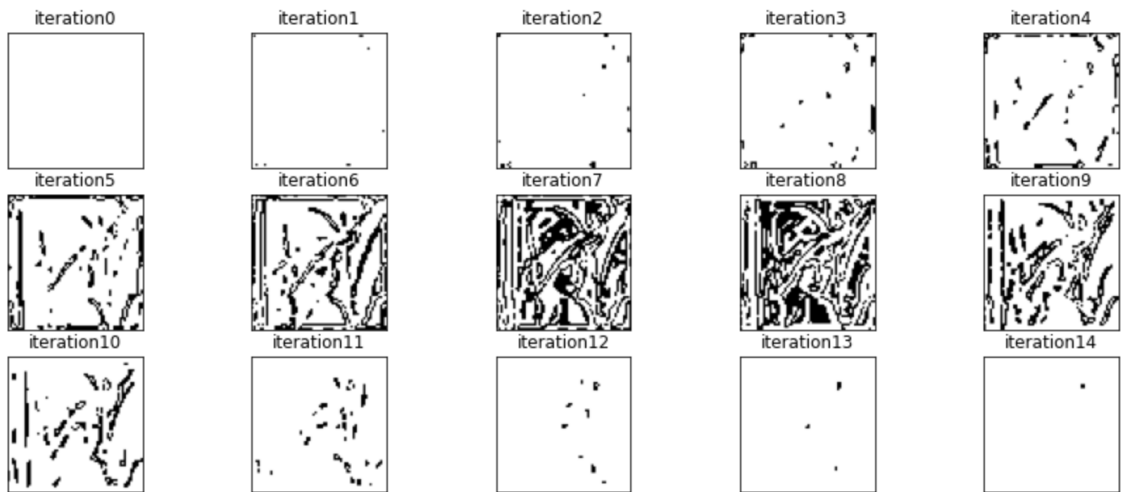 iteration0 iteration1 iteration2 iteration3 iteration4
iteration5 iteration6 iteration7 iteration8 iteration9
iteration10 iteration11 iteration12 iteration13 iteration14